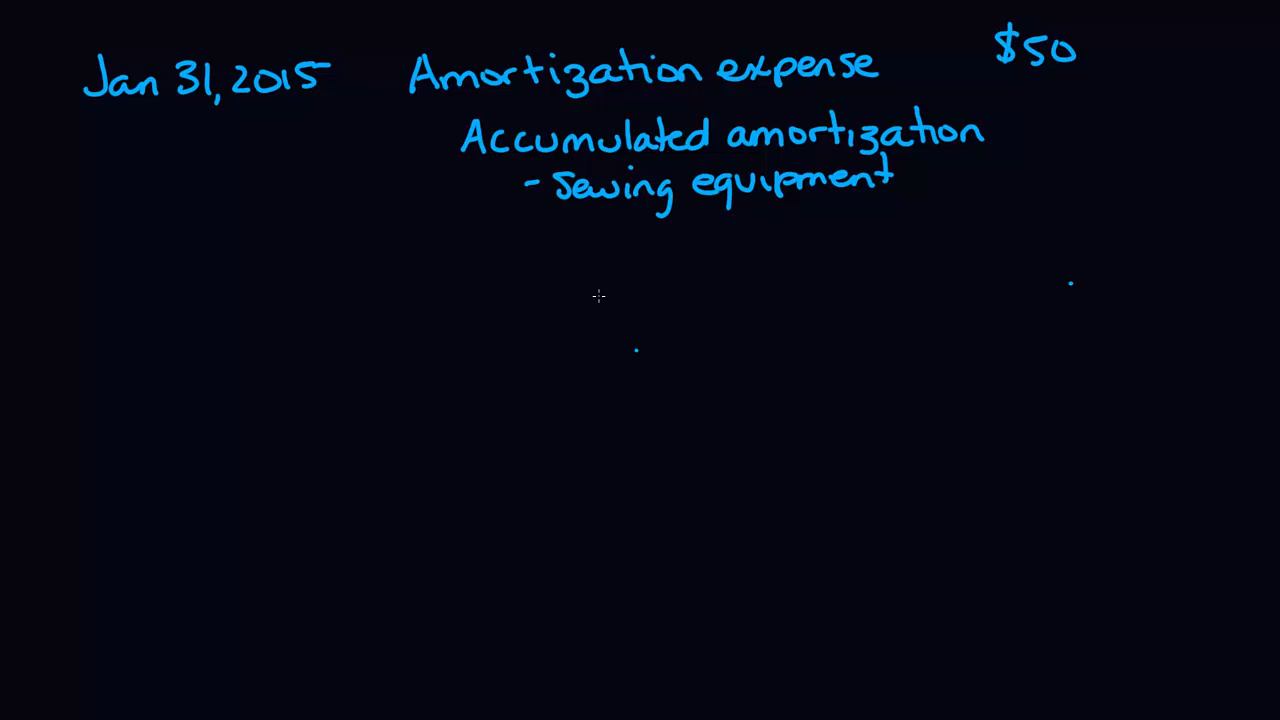 Jan 31, 2015 Amortization expense $50
Accumulated amortization
- Sewing equipment